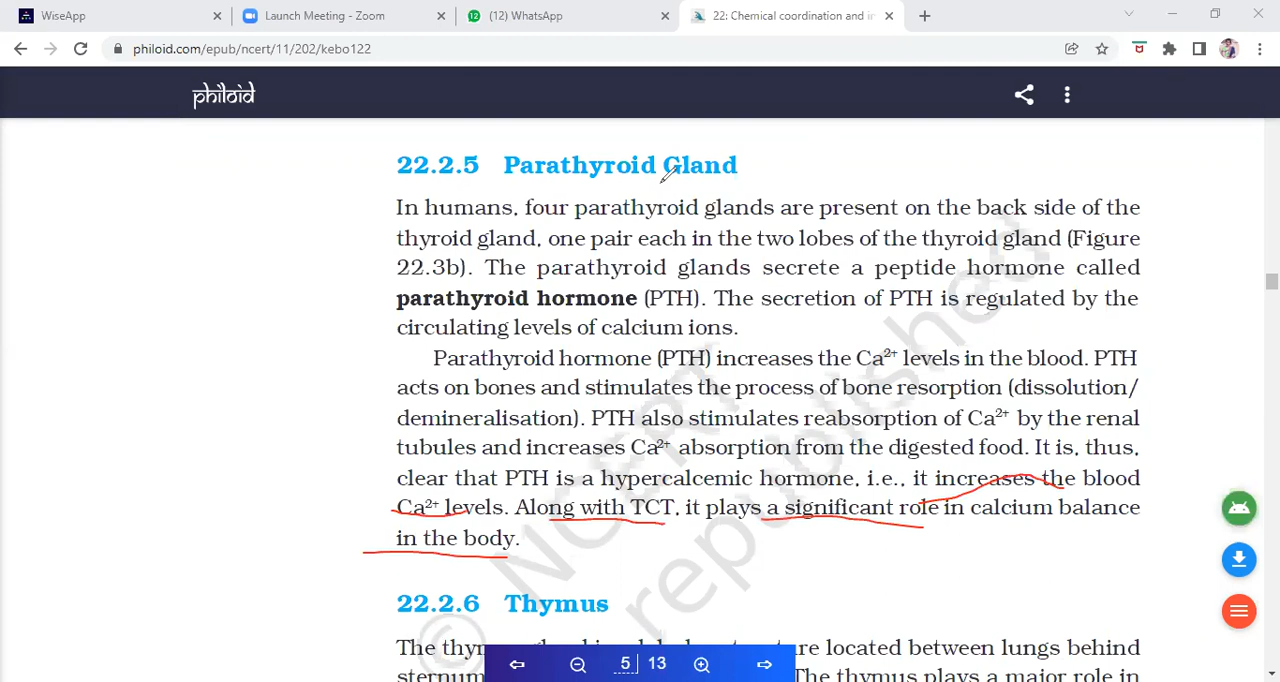 WiseApp
Launch Meeting - Zoom
(12) WhatsApp
22: Chemical coordination and in
philoid.com/epub/ncert/11/202/kebo122
philoid
22.2.5 Parathyroid Gland
In humans, four parathyroid glands are present on the back side of the
thyroid gland, one pair each in the two lobes of the thyroid gland (Figure
22.3b). The parathyroid glands secrete a peptide hormone called
parathyroid hormone (PTH). The secretion of PTH is regulated by the
circulating levels of calcium ions.
Parathyroid hormone (PTH) increases the Ca²⁺ levels in the blood. PTH
acts on bones and stimulates the process of bone resorption (dissolution/
demineralisation). PTH also stimulates reabsorption of Ca²⁺ by the renal
tubules and increases Ca²⁺ absorption from the digested food. It is, thus,
clear that PTH is a hypercalcemic hormone, i.e., it increases the blood
Ca²⁺ levels. Along with TCT, it plays a significant role in calcium balance
in the body.
© NCERT
republished
22.2.6 Thymus
The located between lungs behind
sternum The thymus plays a major role in
5 13